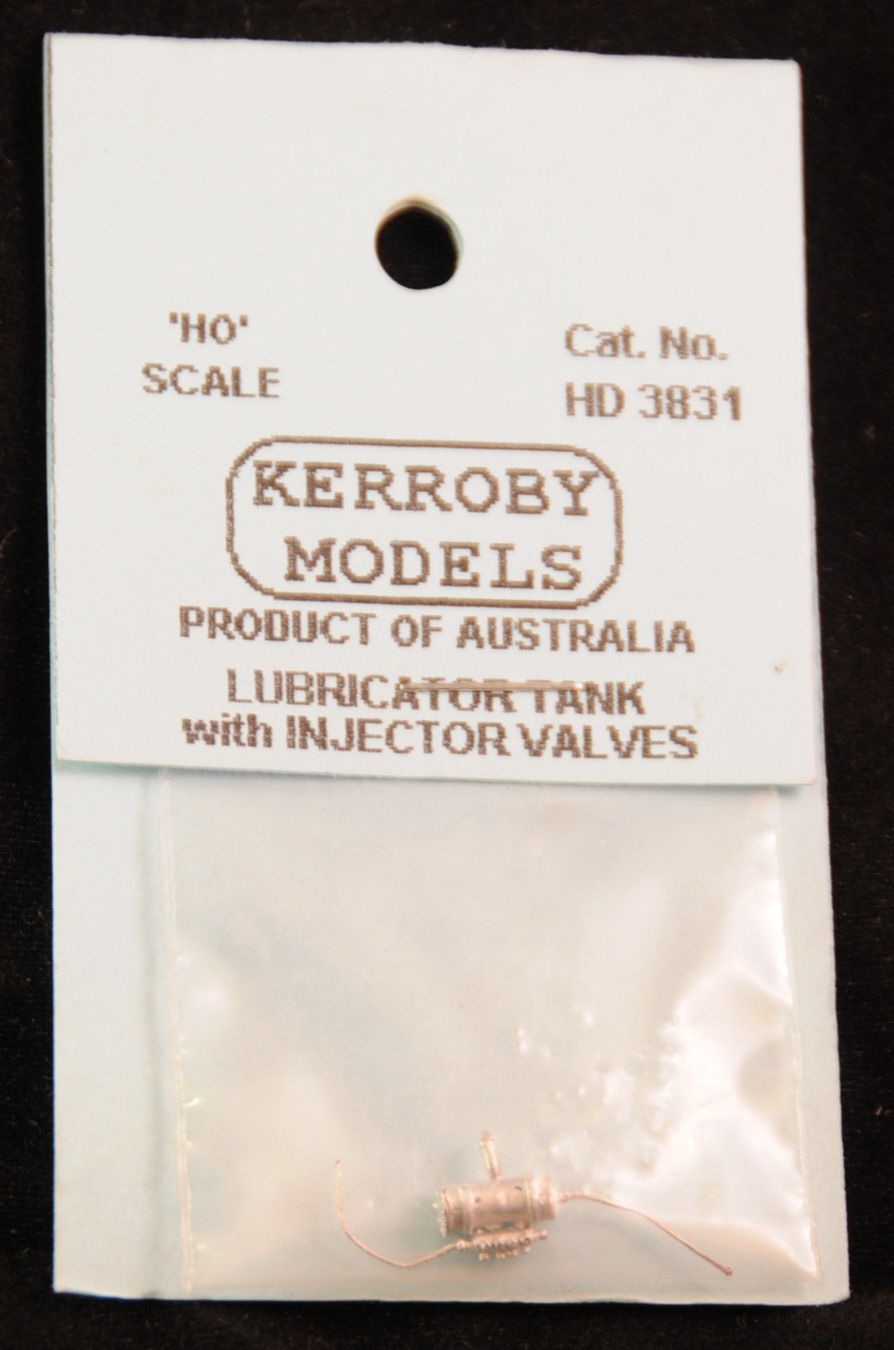 'HO'
SCALE
Cat. No.
HD 3831
KERROBY
MODELS
PRODUCT OF AUSTRALIA
LUBRICATOR TANK
with INJECTOR VALVES